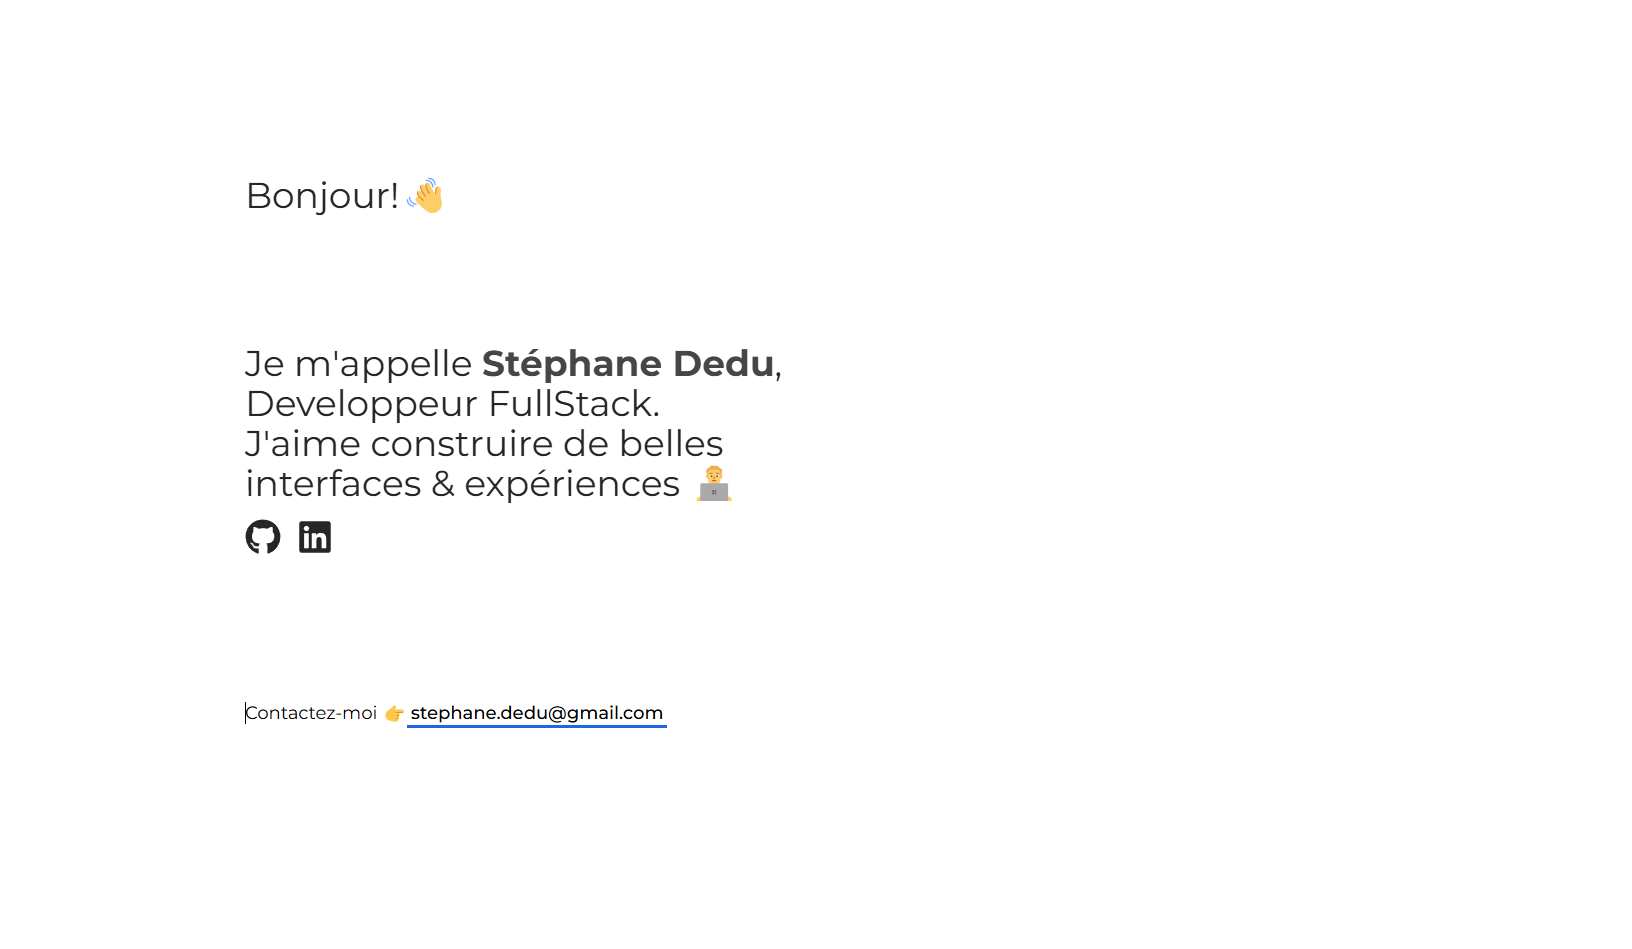 Bonjour! 👋
Je m'appelle Stéphane Dedu,
Developpeur FullStack.
J'aime construire de belles
interfaces & expériences 👨‍💻
in
Contactez-moi 👉 stephane.dedu@gmail.com